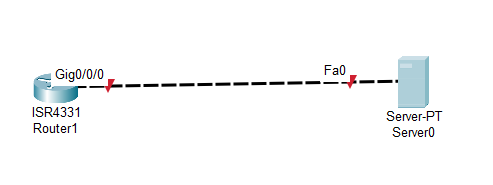 Gig0/0/0
ISR4331
Router1
Fa0
Server-PT
Server0